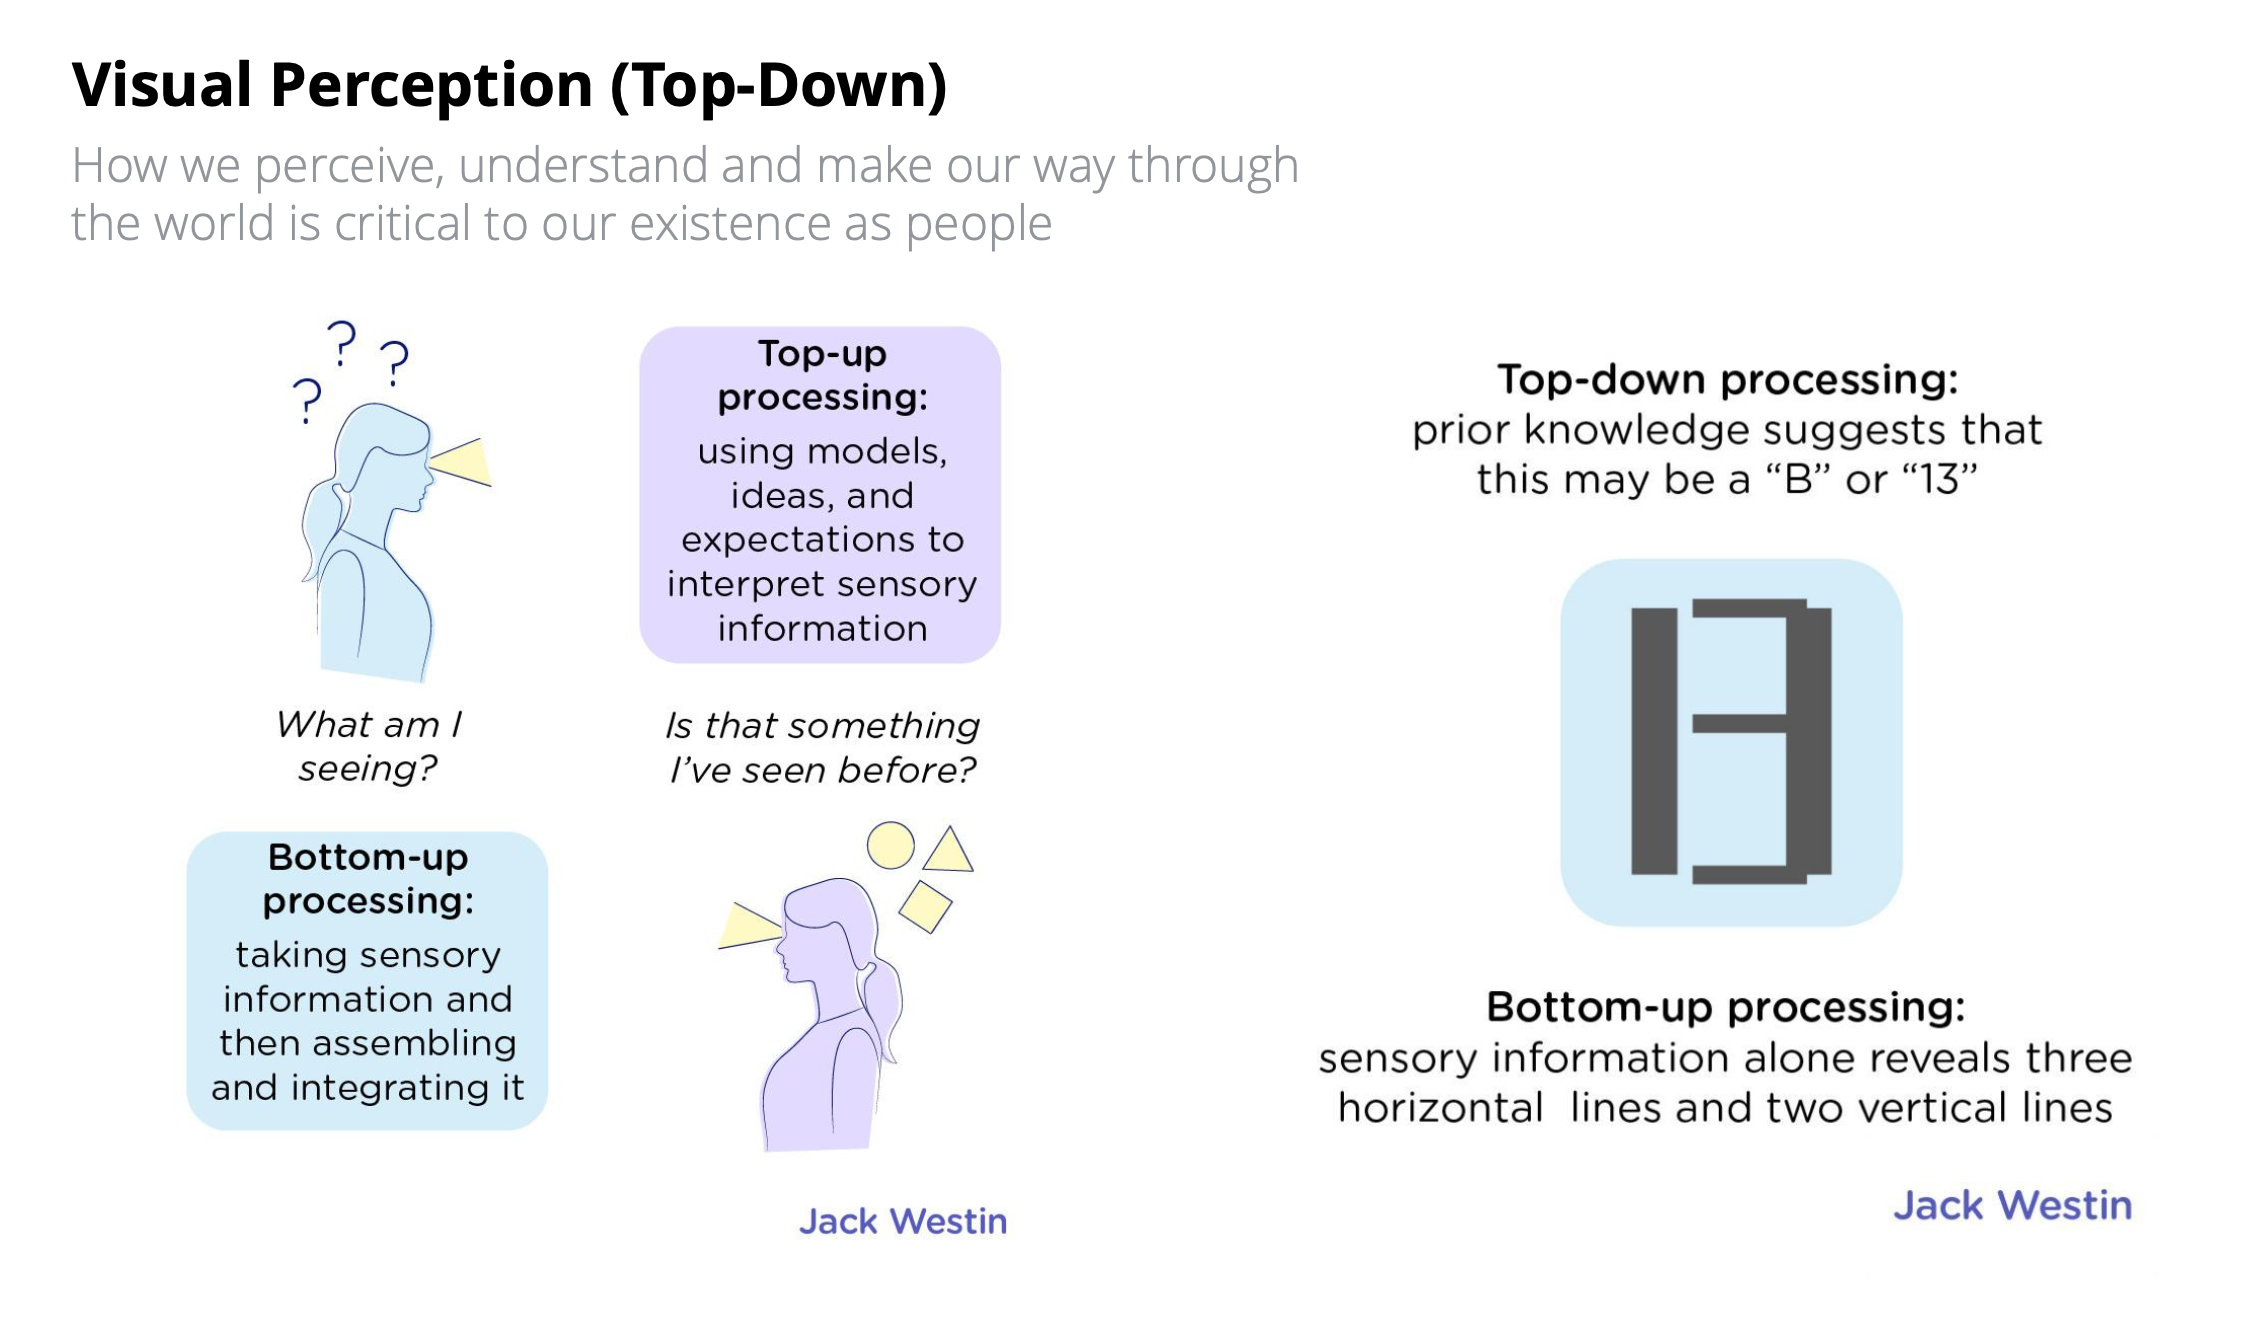 Visual Perception (Top-Down)
How we perceive, understand and make our way through
the world is critical to our existence as people
? ? ?
Top-up
processing:
using models,
ideas, and
expectations to
interpret sensory
information
What am I
seeing?
Is that something
I've seen before?
Bottom-up
processing:
taking sensory
information and
then assembling
and integrating it
Jack Westin
Top-down processing:
prior knowledge suggests that
this may be a “B” or “13”
Bottom-up processing:
sensory information alone reveals three
horizontal  lines and two vertical lines
Jack Westin